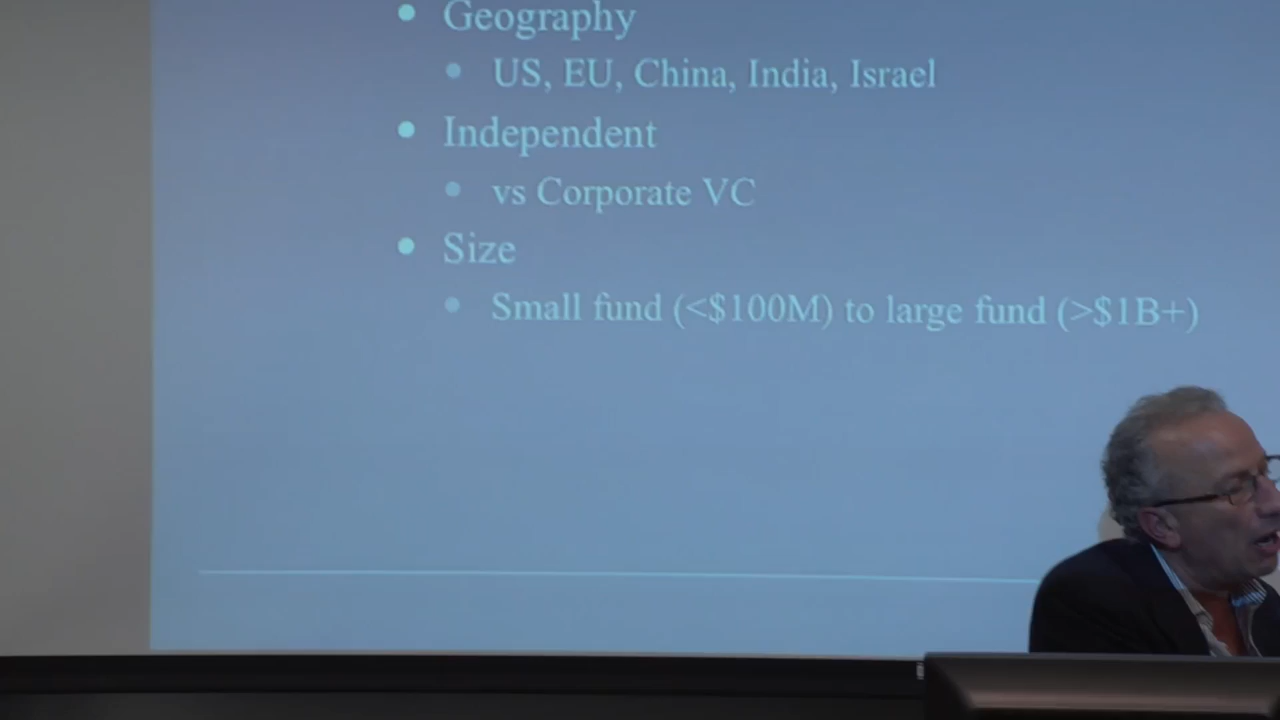 • Geography
• US, EU, China, India, Israel
• Independent
• vs Corporate VC
• Size
• Small fund (<$100M) to large fund (>$1B+)